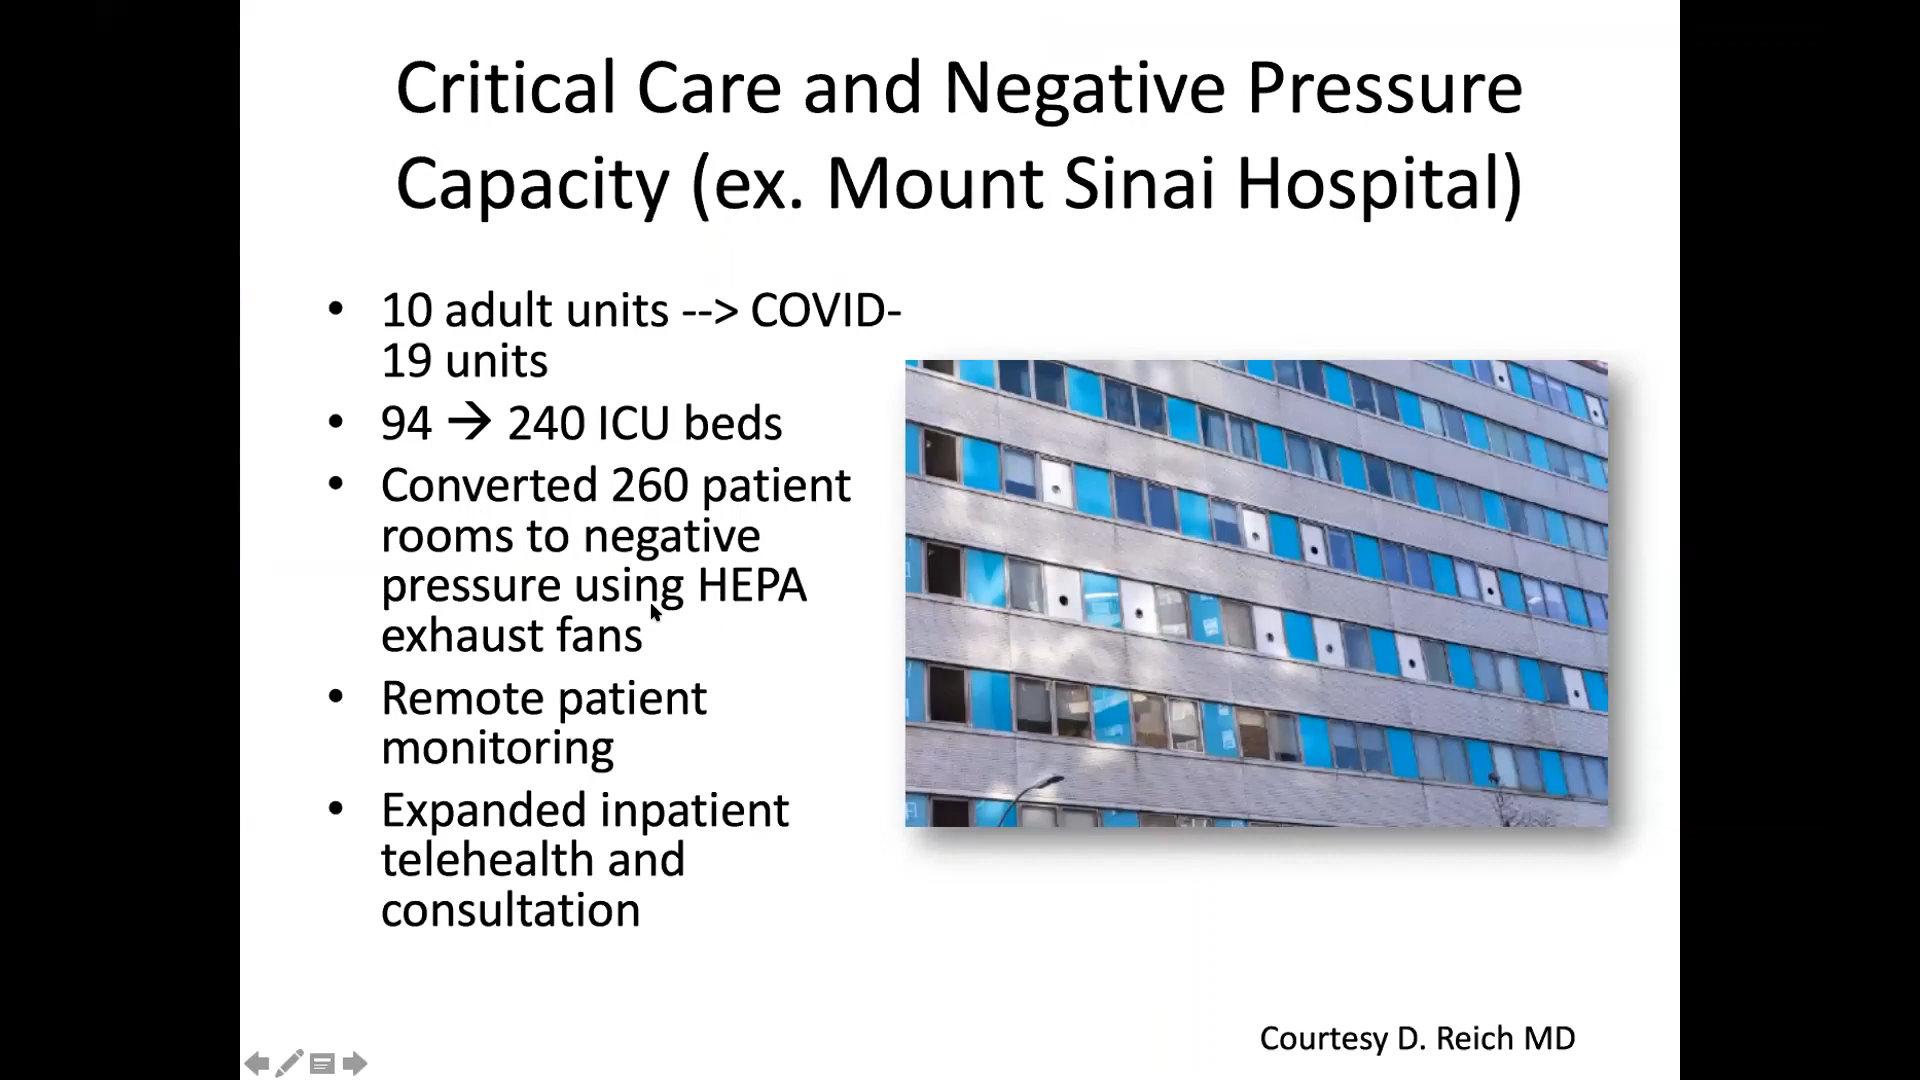 Critical Care and Negative Pressure
Capacity (ex. Mount Sinai Hospital)
• 10 adult units --> COVID-
19 units
• 94 → 240 ICU beds
• Converted 260 patient
rooms to negative
pressure using HEPA
exhaust fans
• Remote patient
monitoring
• Expanded inpatient
telehealth and
consultation
Courtesy D. Reich MD